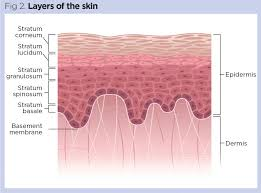 Fig 2. Layers of the skin
Stratum
corneum
Stratum
lucidum
Stratum
granulosum
Stratum
spinosum
Stratum
basale
Basement
membrane
Epidermis
Dermis